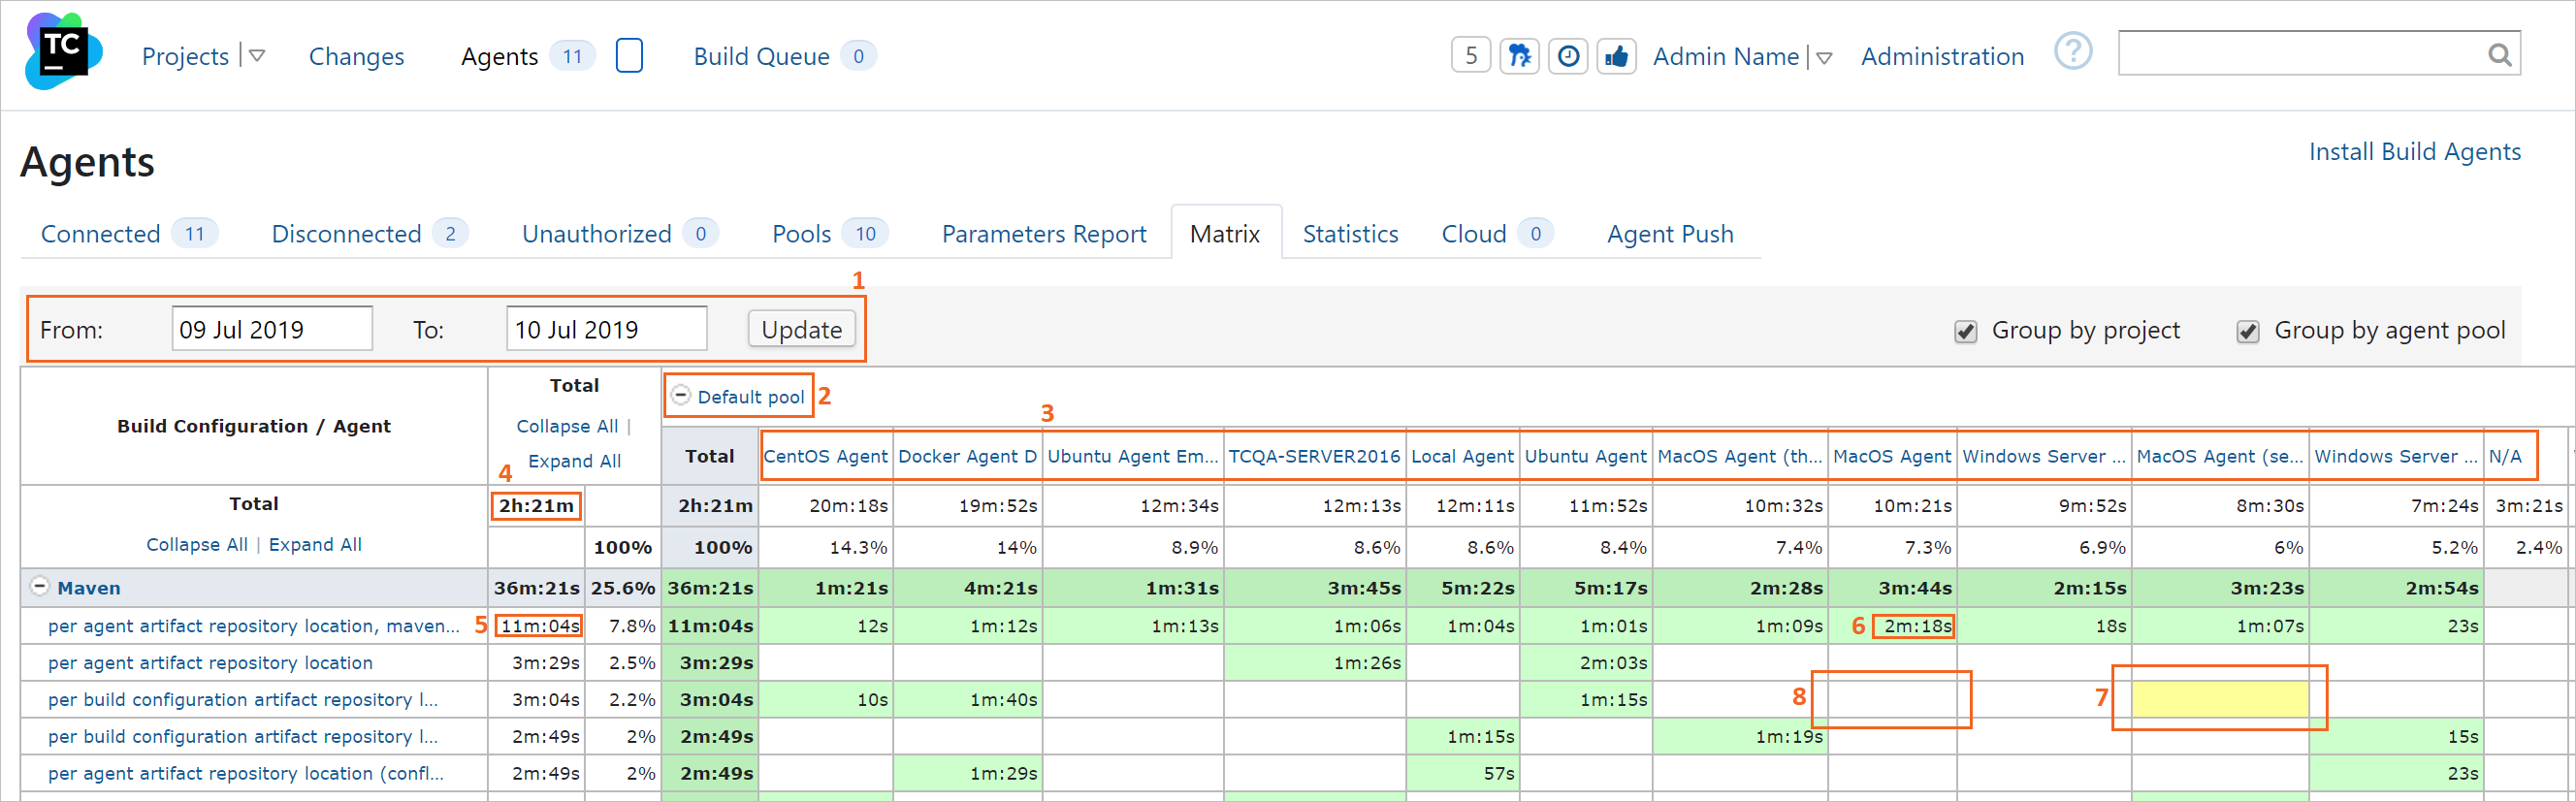 TC
Projects
Changes
Agents 11
Build Queue 0
5
Admin Name
Administration
?
Agents
Install Build Agents
Connected 11
Disconnected 2
Unauthorized 0
Pools 10
Parameters Report
Matrix
Statistics
Cloud 0
Agent Push
1
From: 09 Jul 2019 To: 10 Jul 2019 Update
Group by project
Group by agent pool
Build Configuration / Agent
Total
Collapse All |
Expand All
Default pool 2
3
Total CentOS Agent Docker Agent D Ubuntu Agent Em... TCQA-SERVER2016 Local Agent Ubuntu Agent MacOS Agent (th... MacOS Agent Windows Server ... MacOS Agent (se... Windows Server ... N/A
4
Total 2h:21m 2h:21m 20m:18s 19m:52s 12m:34s 12m:13s 12m:11s 11m:52s 10m:32s 10m:21s 9m:52s 8m:30s 7m:24s 3m:21s
Collapse All | Expand All 100% 100% 14.3% 14% 8.9% 8.6% 8.6% 8.4% 7.4% 7.3% 6.9% 6% 5.2% 2.4%
Maven 36m:21s 25.6% 36m:21s 1m:21s 4m:21s 1m:31s 3m:45s 5m:22s 5m:17s 2m:28s 3m:44s 2m:15s 3m:23s 2m:54s
per agent artifact repository location, maven... 5 11m:04s 7.8% 11m:04s 12s 1m:12s 1m:13s 1m:06s 1m:04s 1m:01s 1m:09s 6 2m:18s 18s 1m:07s 23s
per agent artifact repository location 3m:29s 2.5% 3m:29s 1m:26s 2m:03s
per build configuration artifact repository l... 3m:04s 2.2% 3m:04s 10s 1m:40s 1m:15s 8 7
per build configuration artifact repository l... 2m:49s 2% 2m:49s 1m:15s 1m:19s 15s
per agent artifact repository location (confl... 2m:49s 2% 2m:49s 1m:29s 57s 23s